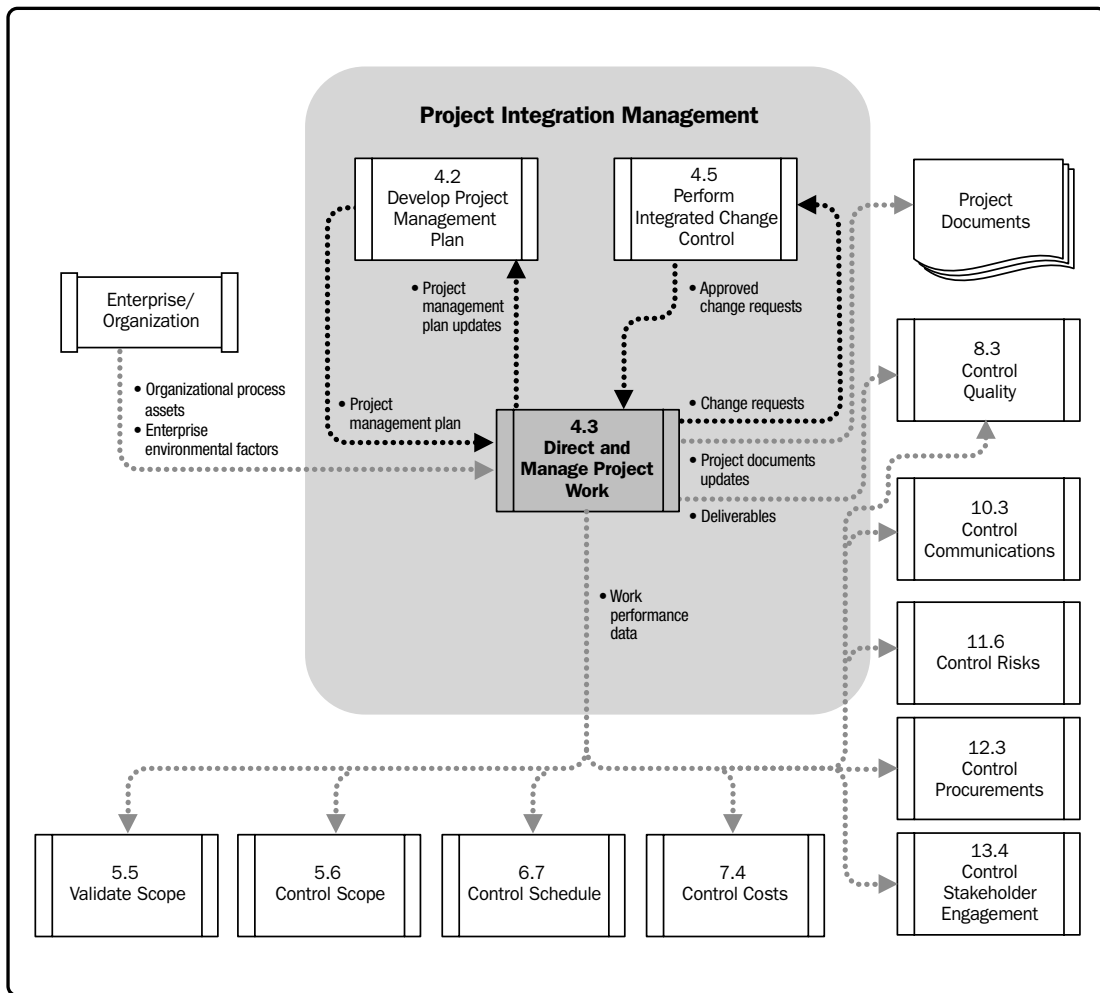 Project Integration Management
4.2
Develop Project
Management
Plan
4.5
Perform
Integrated Change
Control
Project
Documents
Enterprise/
Organization
• Project
management
plan updates
• Approved
change requests
8.3
Control
Quality
• Organizational process
assets
• Enterprise
environmental factors
• Project
management plan
• Change requests
4.3
Direct and
Manage Project
Work
• Project documents
updates
• Deliverables
10.3
Control
Communications
• Work
performance
data
11.6
Control Risks
12.3
Control
Procurements
5.5
Validate Scope
5.6
Control Scope
6.7
Control Schedule
7.4
Control Costs
13.4
Control
Stakeholder
Engagement